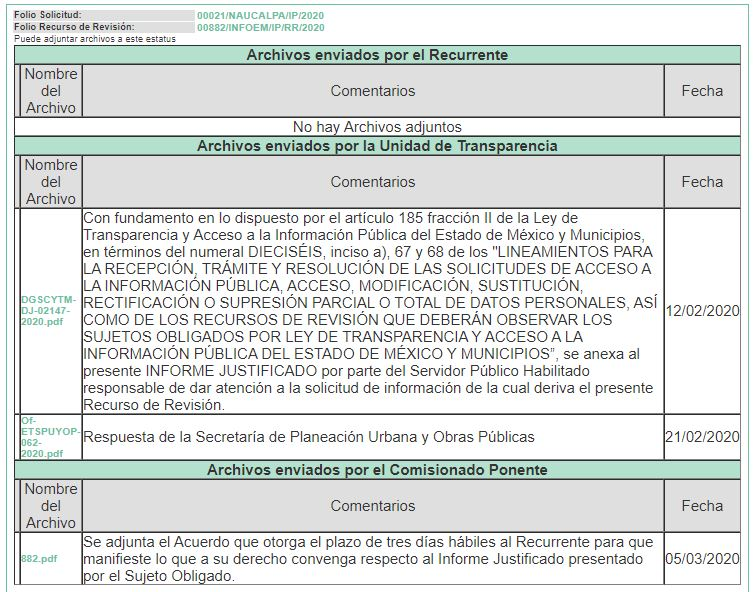 Folio Solicitud: 00021/NAUCALPA/IP/2020
Folio Recurso de Revisión: 00882/INFOEM/IP/RR/2020
Puede adjuntar archivos a este estatus
Archivos enviados por el Recurrente
Nombre
del
Archivo
Comentarios
Fecha
No hay Archivos adjuntos
Archivos enviados por la Unidad de Transparencia
Nombre
del
Archivo
Comentarios
Fecha
DGSCYTM-
DJ-02147-
2020.pdf
Con fundamento en lo dispuesto por el artículo 185 fracción II de la Ley de
Transparencia y Acceso a la Información Pública del Estado de México y Municipios,
en términos del numeral DIECISÉIS, inciso a), 67 y 68 de los "LINEAMIENTOS PARA
LA RECEPCIÓN, TRÁMITE Y RESOLUCIÓN DE LAS SOLICITUDES DE ACCESO A
LA INFORMACIÓN PÚBLICA, ACCESO, MODIFICACIÓN, SUSTITUCIÓN,
RECTIFICACIÓN O SUPRESIÓN PARCIAL O TOTAL DE DATOS PERSONALES, ASÍ
COMO DE LOS RECURSOS DE REVISIÓN QUE DEBERÁN OBSERVAR LOS
SUJETOS OBLIGADOS POR LEY DE TRANSPARENCIA Y ACCESO A LA
INFORMACIÓN PÚBLICA DEL ESTADO DE MÉXICO Y MUNICIPIOS”, se anexa al
presente INFORME JUSTIFICADO por parte del Servidor Público Habilitado
responsable de dar atención a la solicitud de información de la cual deriva el presente
Recurso de Revisión.
12/02/2020
Of-
ETSPUYOP-
062-
2020.pdf
Respuesta de la Secretaría de Planeación Urbana y Obras Públicas
21/02/2020
Archivos enviados por el Comisionado Ponente
Nombre
del
Archivo
Comentarios
Fecha
882.pdf
Se adjunta el Acuerdo que otorga el plazo de tres días hábiles al Recurrente para que
manifieste lo que a su derecho convenga respecto al Informe Justificado presentado
por el Sujeto Obligado.
05/03/2020